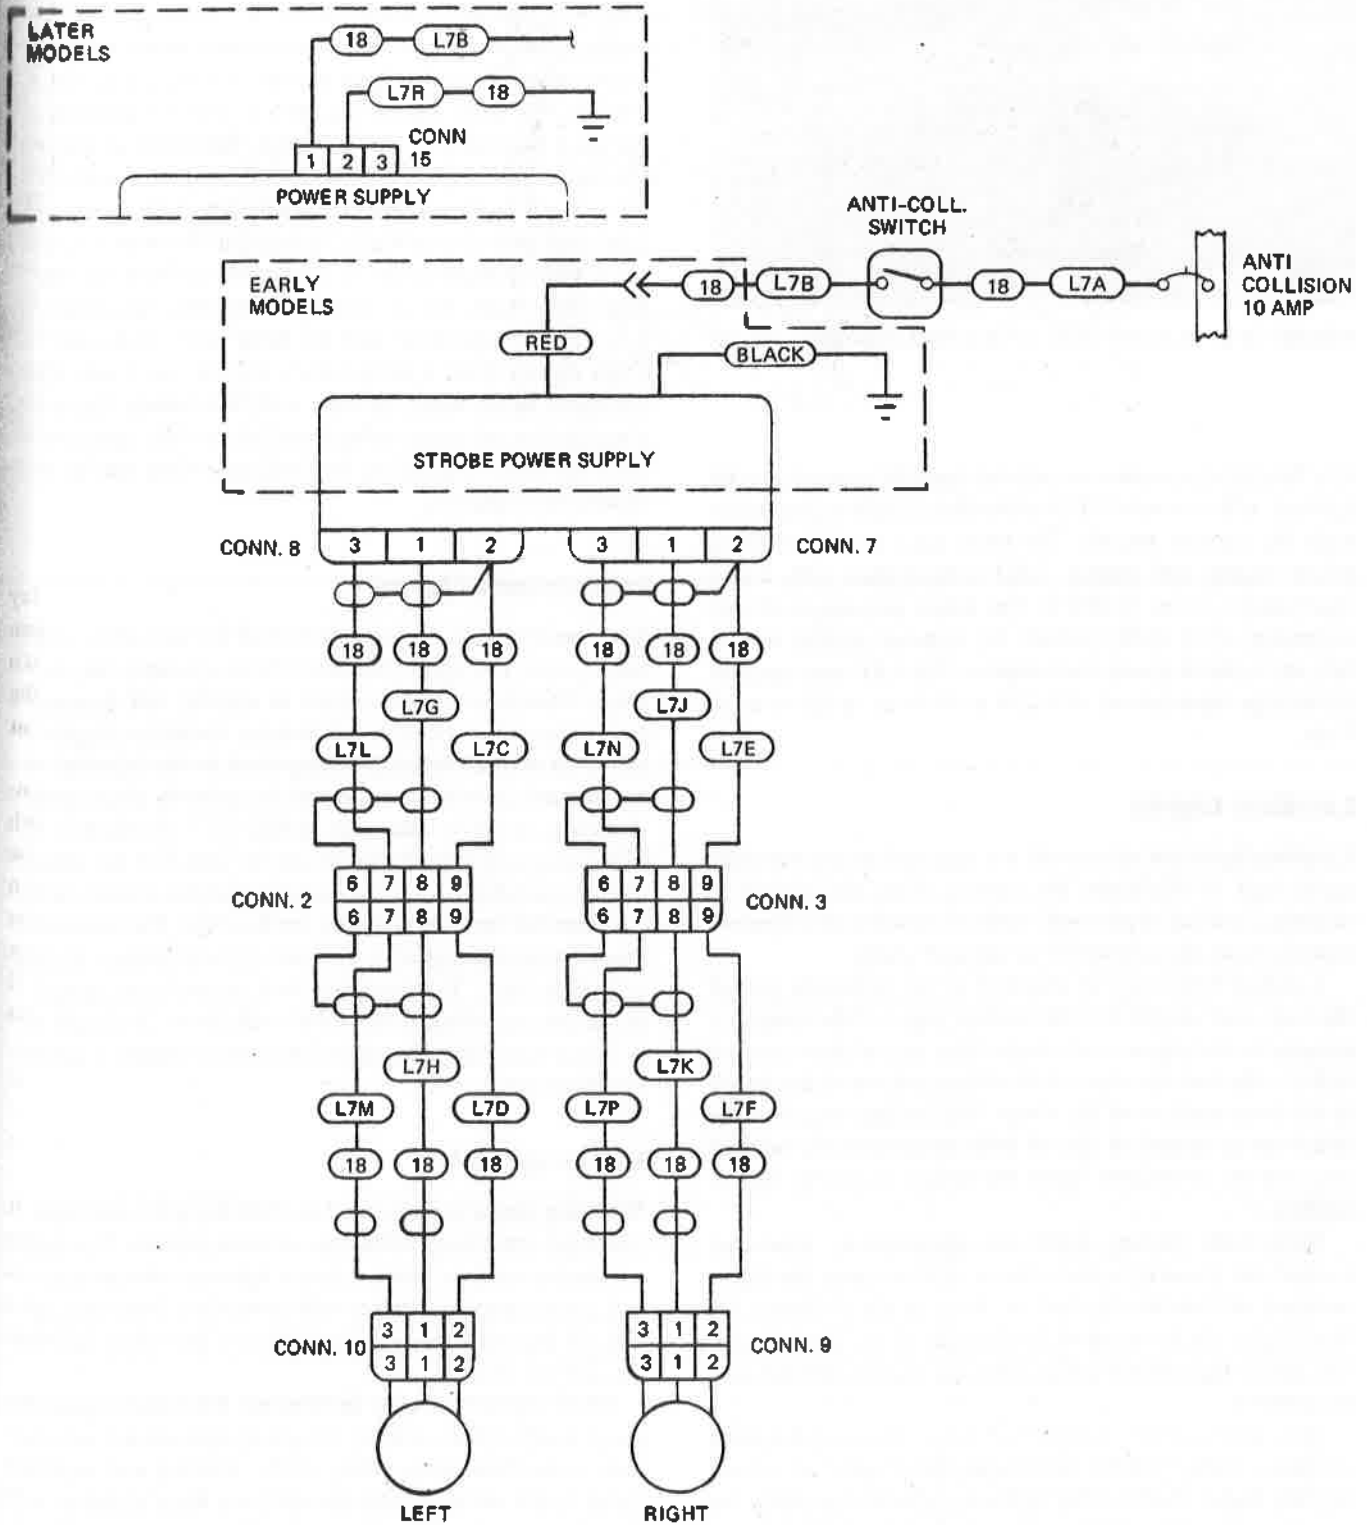 LATER
MODELS
18 L7B
L7R 18
CONN
15
1 2 3
POWER SUPPLY
ANTI-COLL.
SWITCH
ANTI
COLLISION
10 AMP
EARLY
MODELS
18 L7B 18 L7A
RED
BLACK
STROBE POWER SUPPLY
CONN. 8 3 1 2 3 1 2 CONN. 7
18 18 18 18 18 18
L7G L7J
L7L L7C L7N L7E
6 7 8 9 6 7 8 9
CONN. 2 CONN. 3
6 7 8 9 6 7 8 9
L7H L7K
L7M L7D L7P L7F
18 18 18 18 18 18
3 1 2 3 1 2
CONN. 10 CONN. 9
3 1 2 3 1 2
LEFT RIGHT